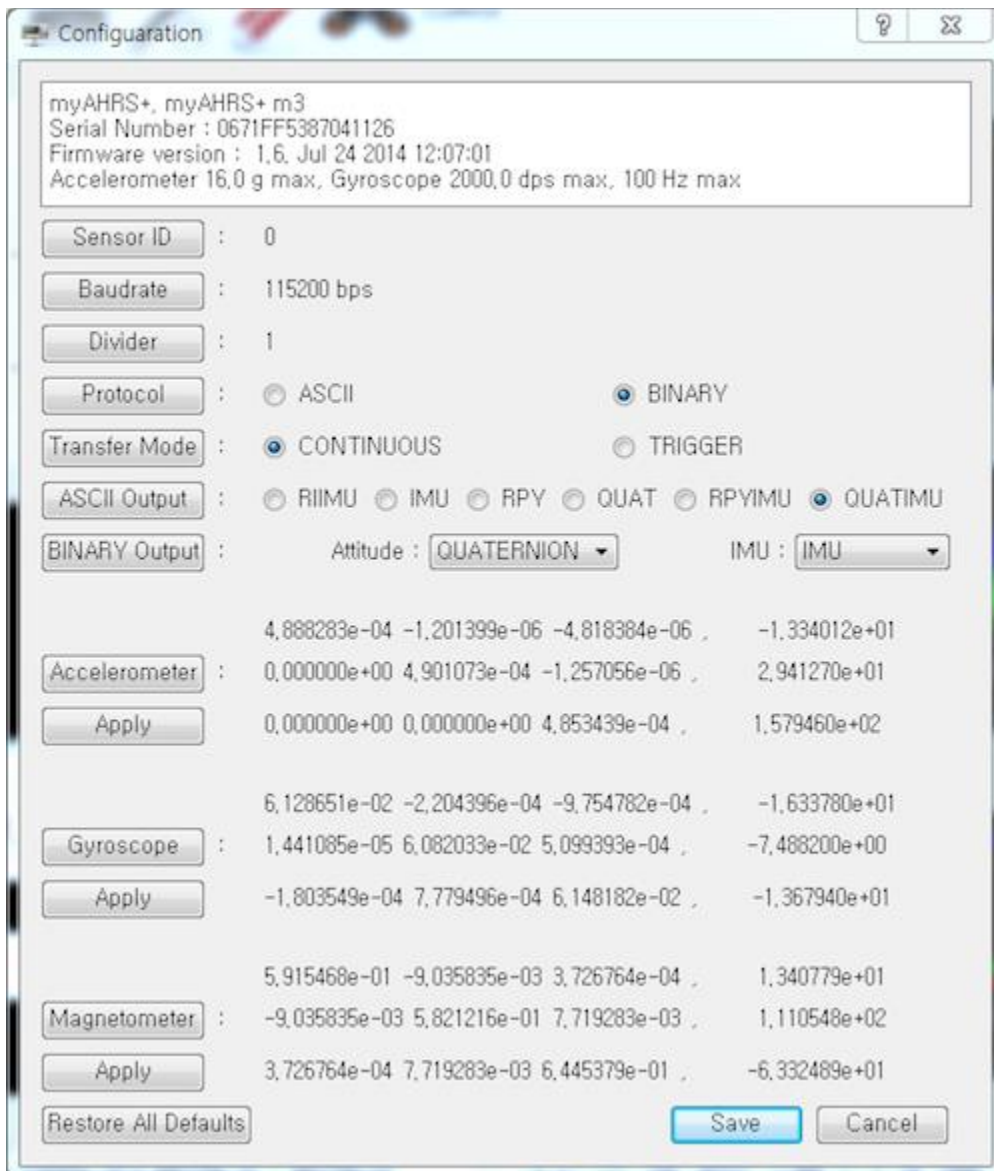 Configuaration
myAHRS+, myAHRS+ m3
Serial Number : 0671FF5387041126
Firmware version : 1.6, Jul 24 2014 12:07:01
Accelerometer 16.0 g max, Gyroscope 2000.0 dps max, 100 Hz max
Sensor ID : 0
Baudrate : 115200 bps
Divider : 1
Protocol : ASCII BINARY
Transfer Mode : CONTINUOUS TRIGGER
ASCII Output : RIIMU IMU RPY QUAT RPYIMU QUATIMU
BINARY Output : Attitude : QUATERNION IMU : IMU
4.888283e-04 -1.201399e-06 -4.818384e-06 , -1.334012e+01
Accelerometer : 0.000000e+00 4.901073e-04 -1.257056e-06 , 2.941270e+01
Apply 0.000000e+00 0.000000e+00 4.853439e-04 , 1.579460e+02
6.128651e-02 -2.204396e-04 -9.754782e-04 , -1.633780e+01
Gyroscope : 1.441085e-05 6.082033e-02 5.099393e-04 , -7.488200e+00
Apply -1.803549e-04 7.779496e-04 6.148182e-02 , -1.367940e+01
5.915468e-01 -9.035835e-03 3.726764e-04 , 1.340779e+01
Magnetometer : -9.035835e-03 5.821216e-01 7.719283e-03 , 1.110548e+02
Apply 3.726764e-04 7.719283e-03 6.445379e-01 , -6.332489e+01
Restore All Defaults Save Cancel